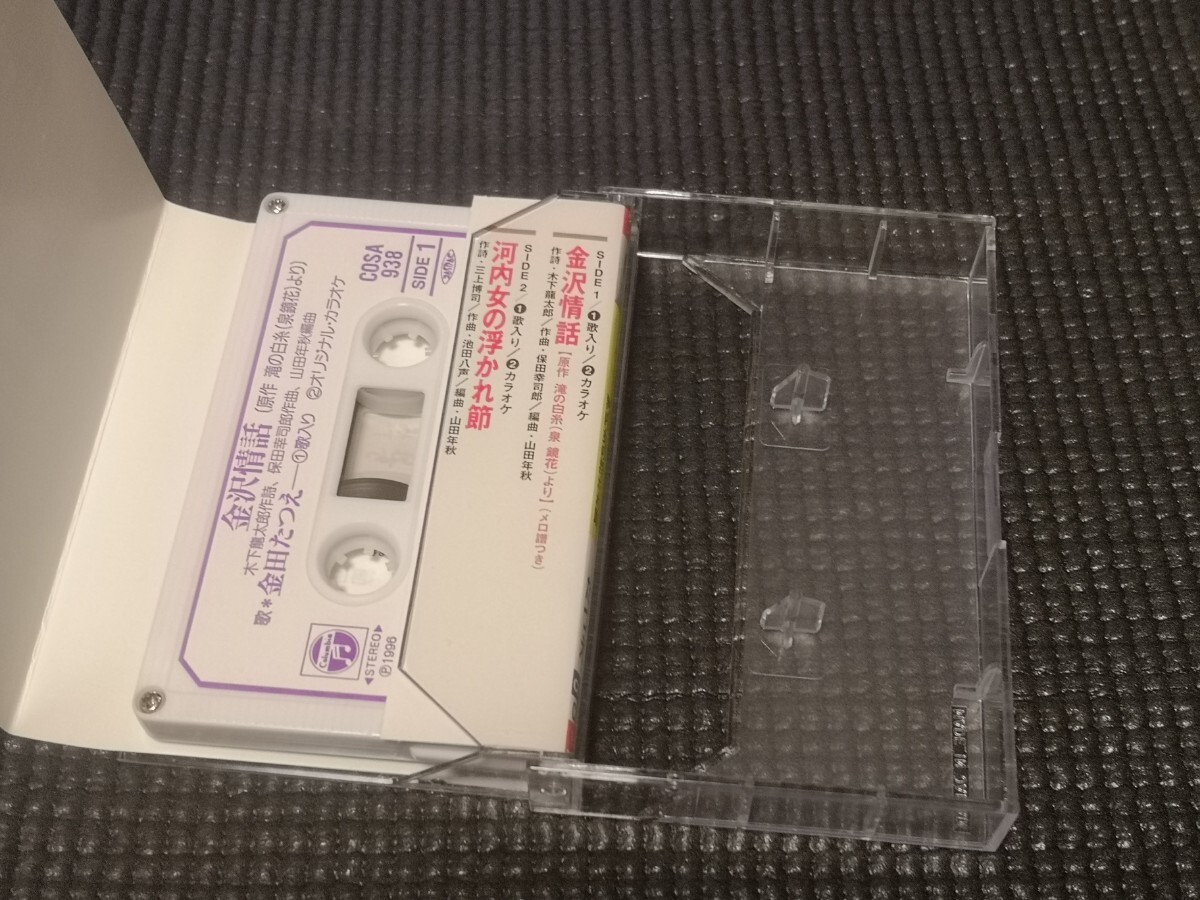 COSA
938
SIDE 1
金沢情話 (原作 滝の白糸(泉鏡花)より)
木下龍太郎作詩、保田幸司郎作曲、山田年秋編曲
歌*金田たつえ——①歌入り ②オリジナル・カラオケ
Columbia
◀STEREO▶
Ⓟ1996
SIDE 1/❶歌入り/❷カラオケ
金沢情話【原作 滝の白糸(泉 鏡花)より】(メロ譜つき)
作詩・木下龍太郎/作曲・保田幸司郎/編曲・山田年秋
SIDE 2/❶歌入り/❷カラオケ
河内女の浮かれ節
作詩・三上博司/作曲・池田八声/編曲・山田年秋
MADE IN JAPAN